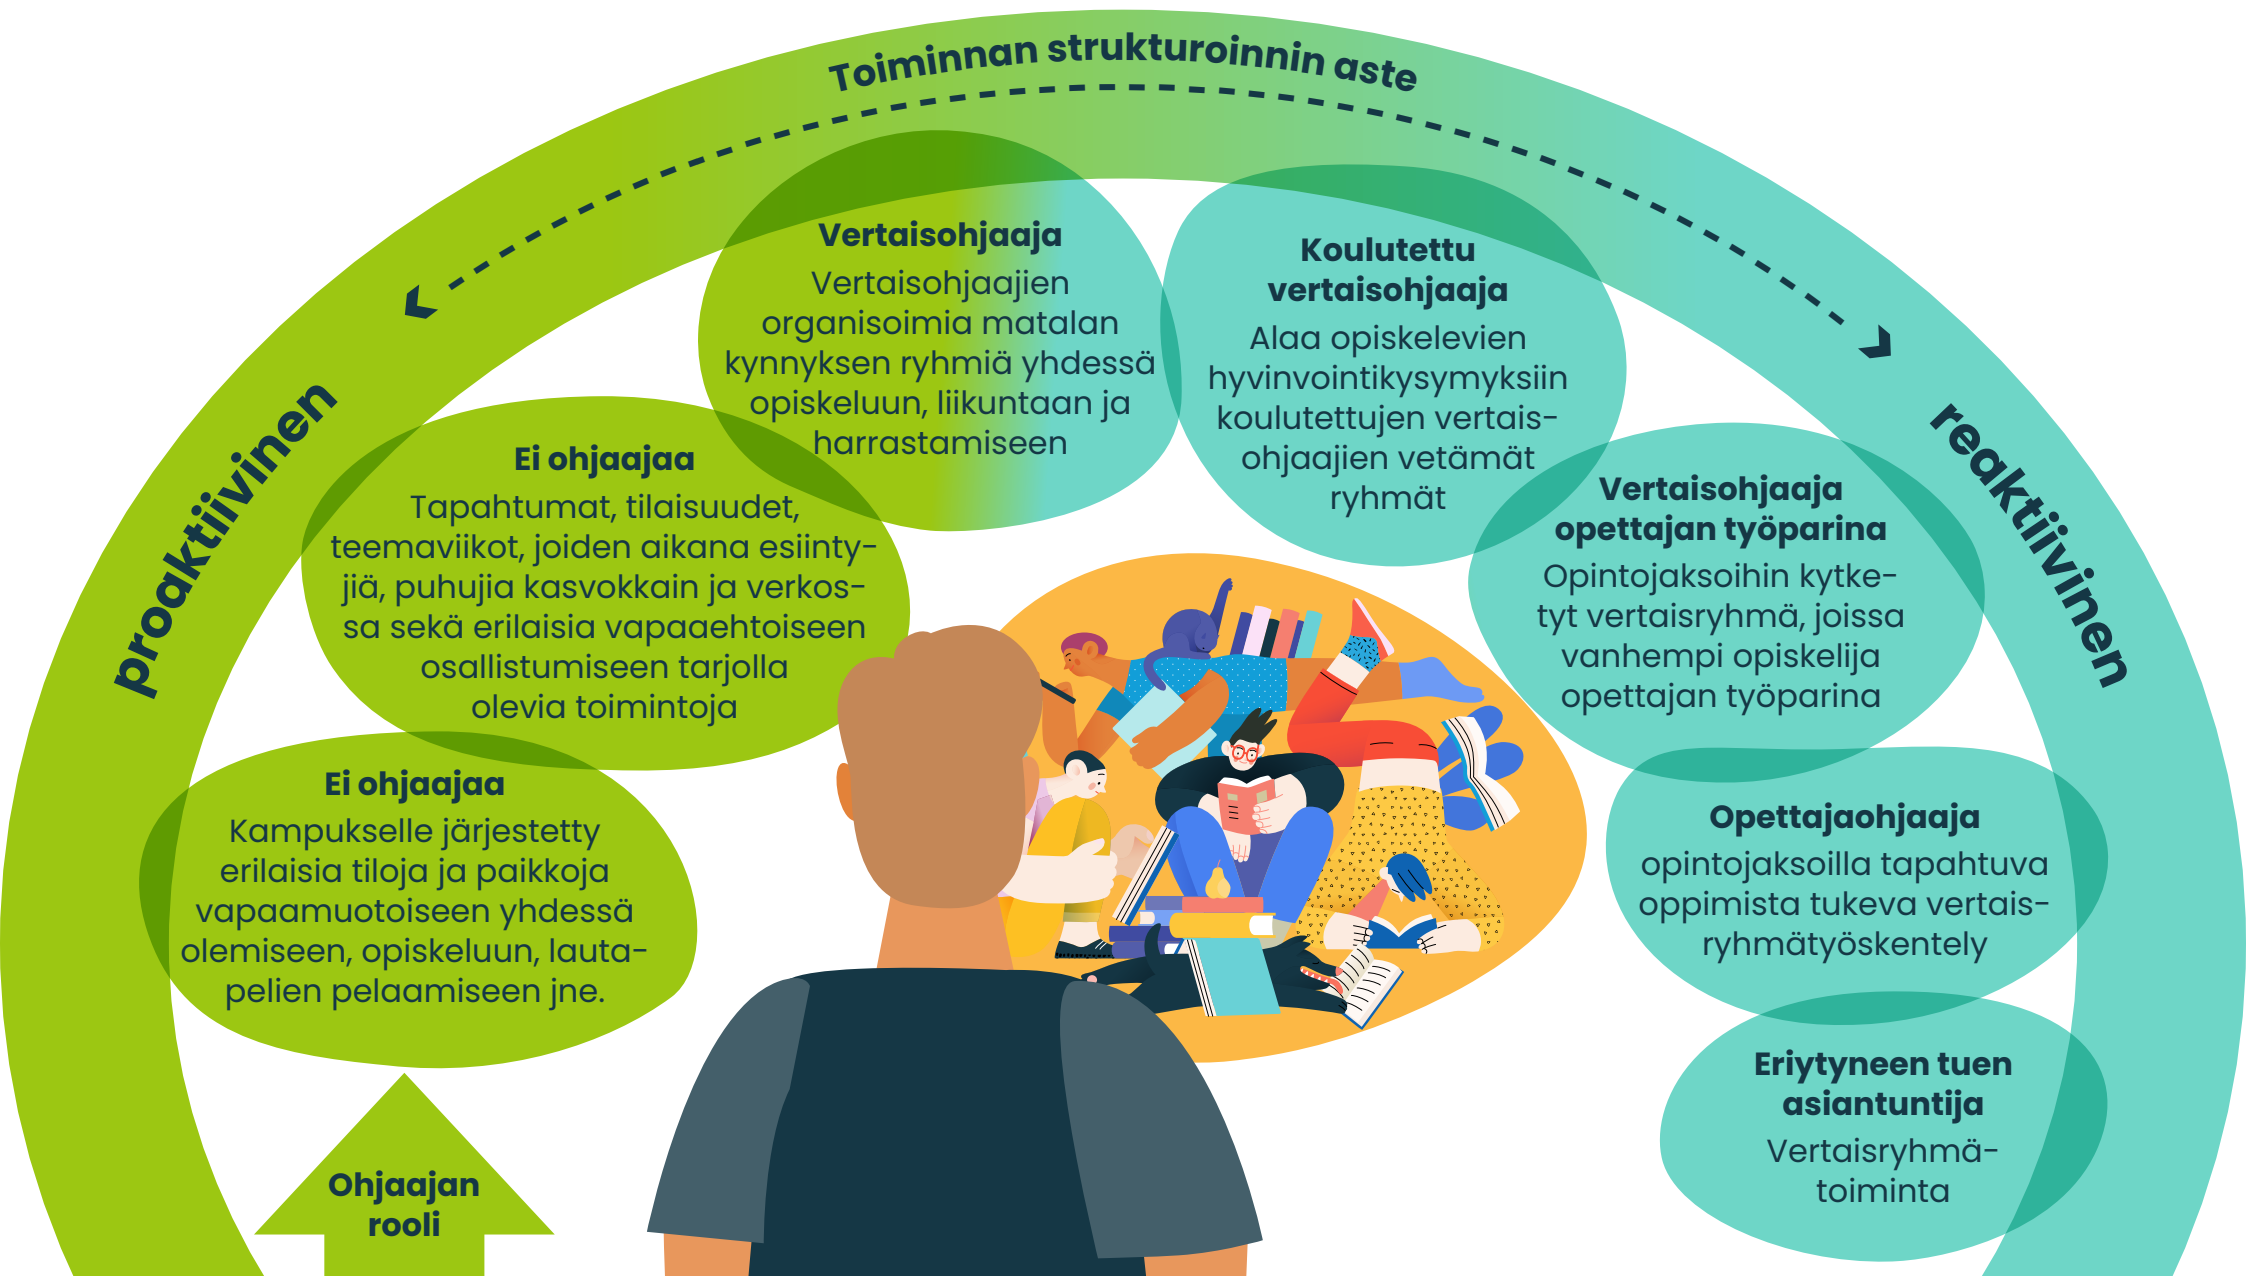 Toiminnan strukturoinnin aste
proaktiivinen
reaktiivinen
Ei ohjaajaa
Kampukselle järjestetty
erilaisia tiloja ja paikkoja
vapaamuotoiseen yhdessä
olemiseen, opiskeluun, lauta-
pelien pelaamiseen jne.
Ei ohjaajaa
Tapahtumat, tilaisuudet,
teemaviikot, joiden aikana esiinty-
jiä, puhujia kasvokkain ja verkos-
sa sekä erilaisia vapaaehtoiseen
osallistumiseen tarjolla
olevia toimintoja
Vertaisohjaaja
Vertaisohjaajien
organisoimia matalan
kynnyksen ryhmiä yhdessä
opiskeluun, liikuntaan ja
harrastamiseen
Koulutettu
vertaisohjaaja
Alaa opiskelevien
hyvinvointikysymyksiin
koulutettujen vertais-
ohjaajien vetämät
ryhmät
Vertaisohjaaja
opettajan työparina
Opintojaksoihin kytke-
tyt vertaisryhmä, joissa
vanhempi opiskelija
opettajan työparina
Opettajaohjaaja
opintojaksoilla tapahtuva
oppimista tukeva vertais-
ryhmätyöskentely
Eriytyneen tuen
asiantuntija
Vertaisryhmä-
toiminta
Ohjaajan
rooli